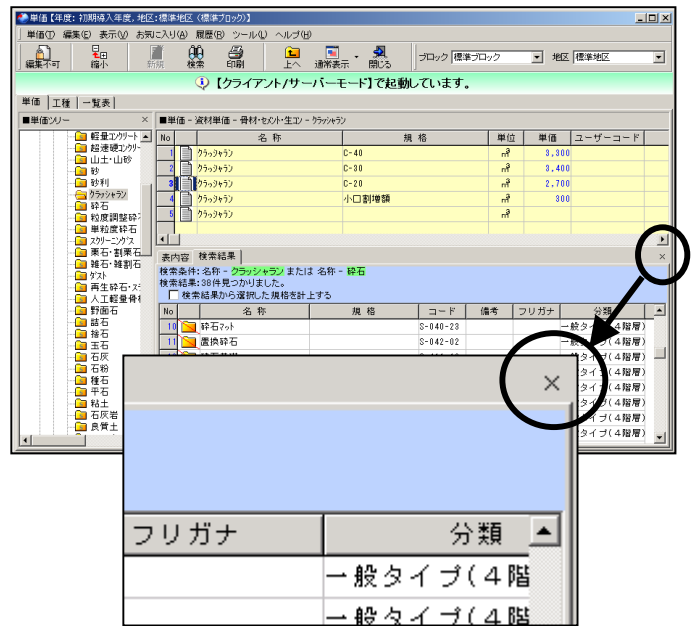 単価【年度: 初期導入年度, 地区:標準地区 (標準ブロック)】
単価(T) 編集(E) 表示(V) お気に入り(A) 履歴(R) ツール(L) ヘルプ(H)
編集不可 縮小 新規 検索 印刷 上へ 通常表示 閉じる ブロック 標準ブロック 地区 標準地区
【クライアント/サーバーモード】で起動しています。
単価 工種 一覧表
■単価ツリー ×
軽量コンクリート
超速硬コンクリー
山土・山砂
砂
砂利
クラッシャラン
砕石
粒度調整砕
単粒度砕石
スクリーニングス
栗石・割栗石
雑石・雑割石
ダスト
再生砕石・ス
人工軽量骨
野面石
詰石
捨石
玉石
石灰
石粉
種石
平石
粘土
石灰岩
良質土
■単価 - 資材単価 - 骨材・セメント・生コン - クラッシャラン
No 名 称 規 格 単位 単価 ユーザーコード
1 クラッシャラン C-40 ㎥ 3,300
2 クラッシャラン C-30 ㎥ 3,400
3 クラッシャラン C-20 ㎥ 2,700
4 クラッシャラン 小口割増額 ㎥ 300
5 クラッシャラン ㎥
表内容 検索結果 ×
検索条件: 名称 - クラッシャラン または 名称 - 砕石
検索結果:38件見つかりました。
検索結果から選択した規格を計上する
No 名 称 規 格 コード 備考 フリガナ 分類
10 砕石マット S-040-23 一般タイプ(4階層)
11 置換砕石 S-042-02
タイプ(4階層)
×
フリガナ 分類
一般タイプ(4階
一般タイプ(4階